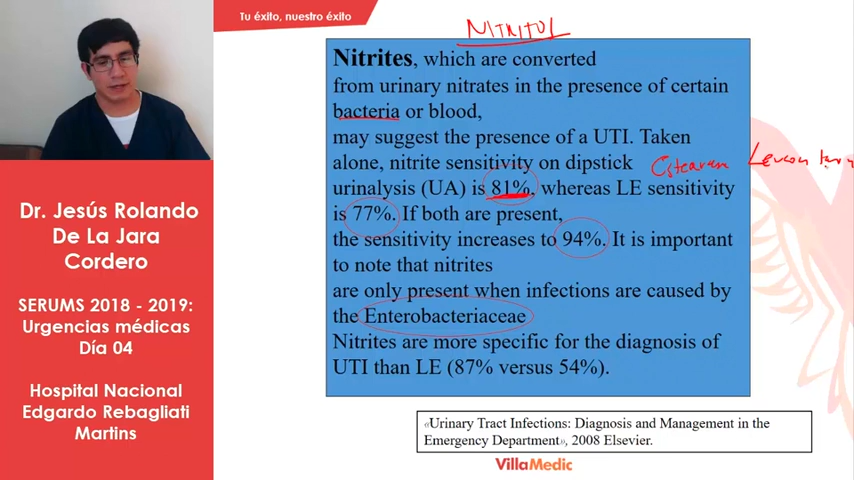 Tu éxito, nuestro éxito
NITRITOS
Nitrites, which are converted
from urinary nitrates in the presence of certain
bacteria or blood,
may suggest the presence of a UTI. Taken
alone, nitrite sensitivity on dipstick
urinalysis (UA) is 81%, whereas LE sensitivity
is 77%. If both are present,
the sensitivity increases to 94%. It is important
to note that nitrites
are only present when infections are caused by
the Enterobacteriaceae
Nitrites are more specific for the diagnosis of
UTI than LE (87% versus 54%).
«Urinary Tract Infections: Diagnosis and Management in the
Emergency Department», 2008 Elsevier.
VillaMedic
Dr. Jesús Rolando
De La Jara
Cordero
SERUMS 2018 - 2019:
Urgencias médicas
Día 04
Hospital Nacional
Edgardo Rebagliati
Martins